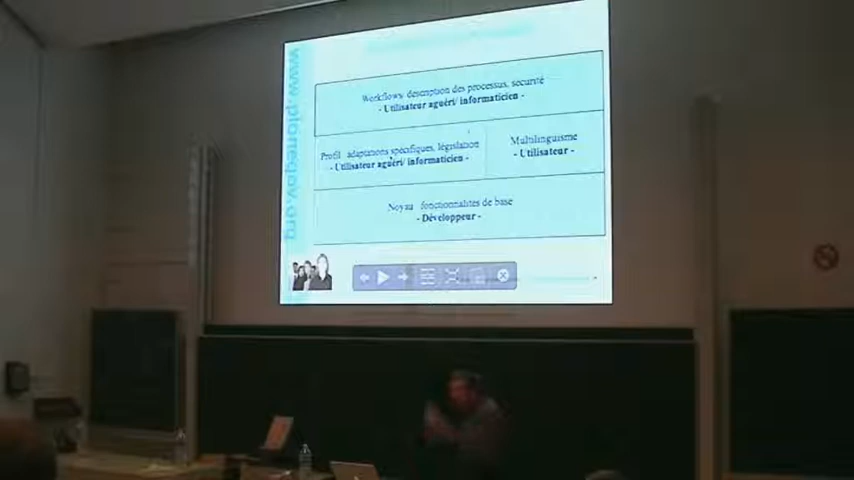 www.plonegov.org
Workflows: description des processus, sécurité
- Utilisateur aguéri/ informaticien -
Profil adaptations spécifiques, législation
- Utilisateur aguéri/ informaticien -
Multilinguisme
- Utilisateur -
Noyau fonctionnalités de base
- Développeur -